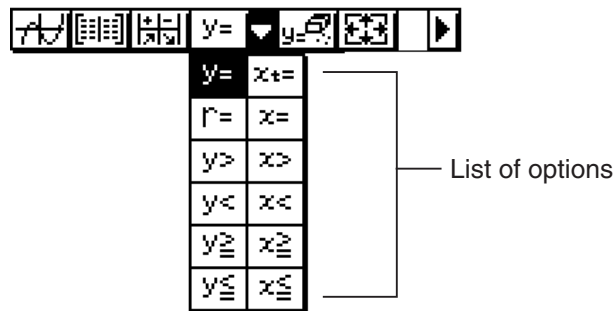 y= y=
y= xt=
r= x=
y> x>
y< x<
y≧ x≧
y≦ x≦
List of options